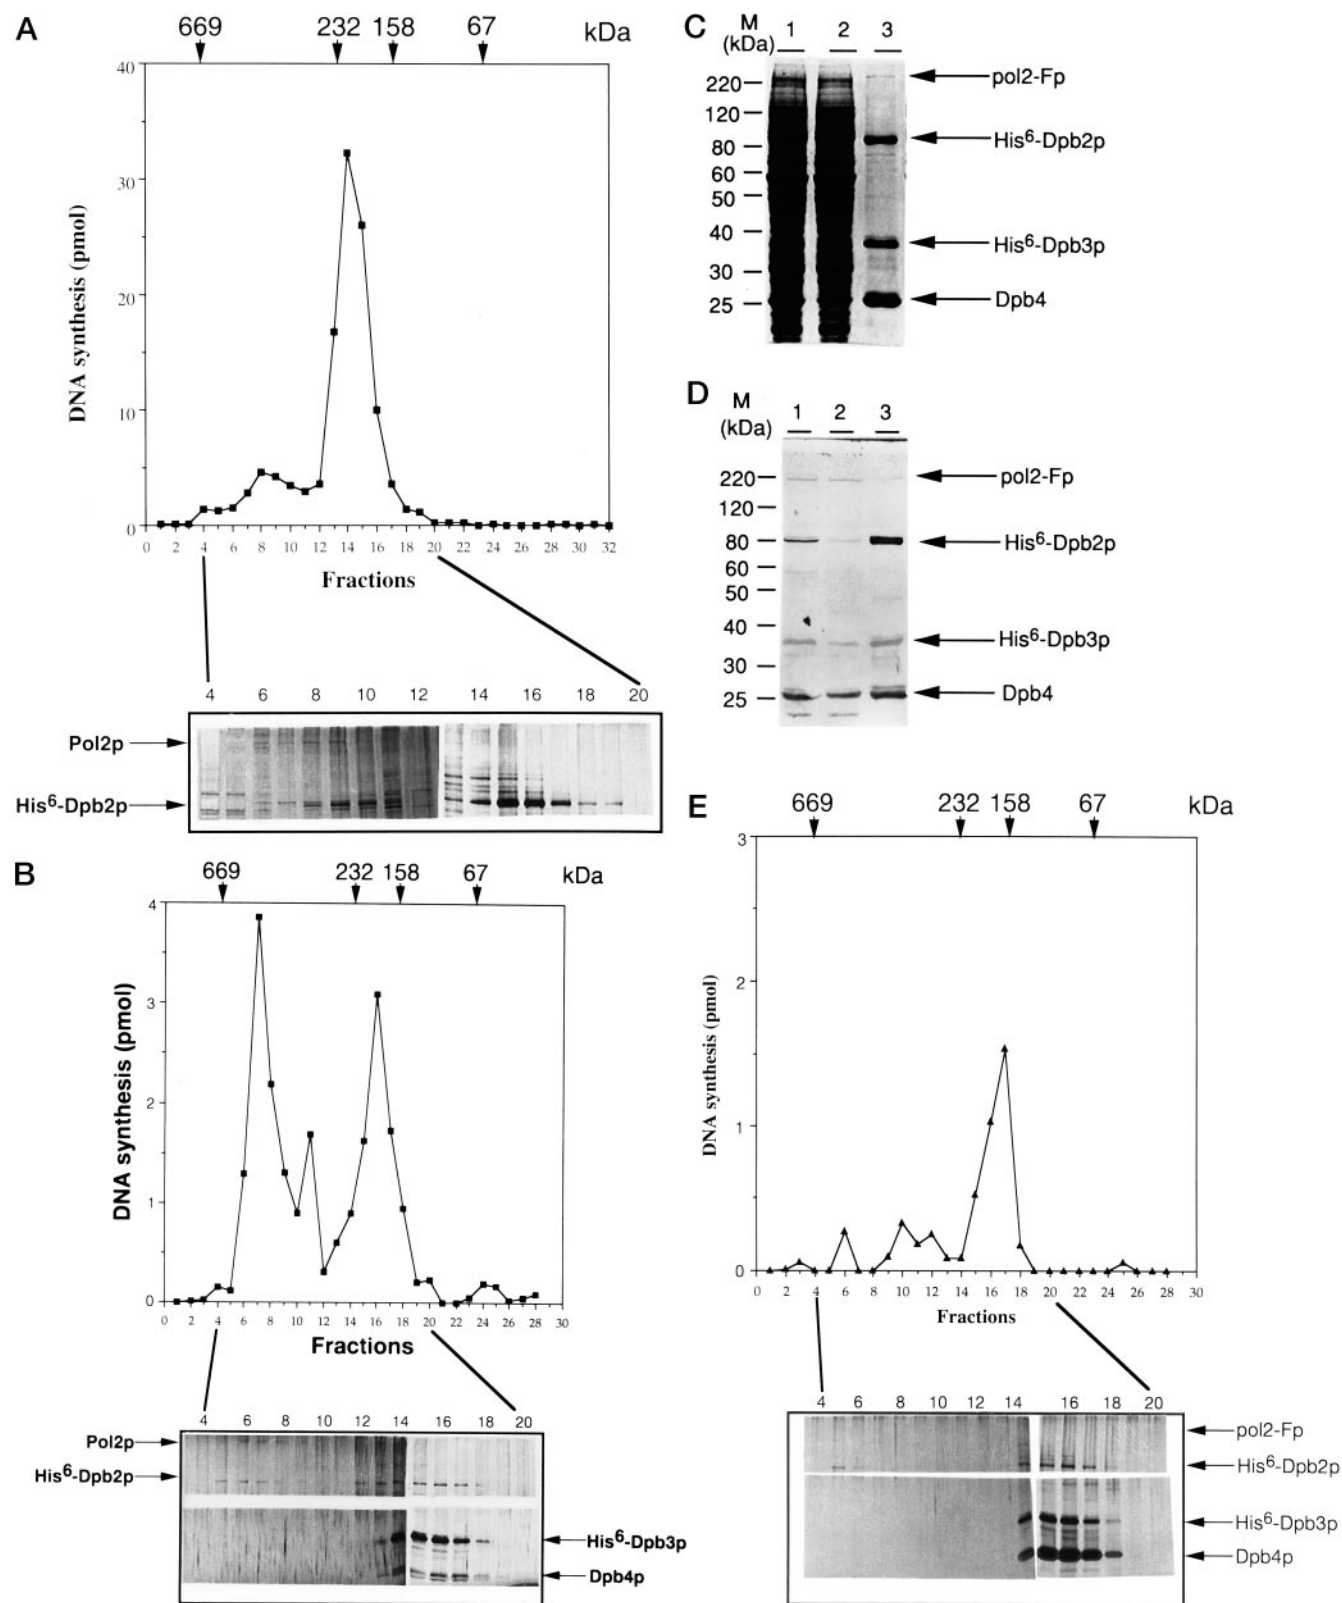 A
669 232 158 67 kDa
40
30
20
10
0
DNA synthesis (pmol)
0 2 4 6 8 10 12 14 16 18 20 22 24 26 28 30 32
Fractions
4 6 8 10 12 14 16 18 20
Pol2p
His6-Dpb2p
B
669 232 158 67 kDa
4
3
2
1
0
DNA synthesis (pmol)
0 2 4 6 8 10 12 14 16 18 20 22 24 26 28 30
Fractions
4 6 8 10 12 14 16 18 20
Pol2p
His6-Dpb2p
His6-Dpb3p
Dpb4p
C
M 1 2 3
(kDa)
220 pol2-Fp
120
80 His6-Dpb2p
60
50
40 His6-Dpb3p
30
25 Dpb4
D
M 1 2 3
(kDa)
220 pol2-Fp
120
80 His6-Dpb2p
60
50
40 His6-Dpb3p
30
25 Dpb4
E
669 232 158 67 kDa
3
2
1
0
DNA synthesis (pmol)
0 2 4 6 8 10 12 14 16 18 20 22 24 26 28 30
Fractions
4 6 8 10 12 14 16 18 20
pol2-Fp
His6-Dpb2p
His6-Dpb3p
Dpb4p